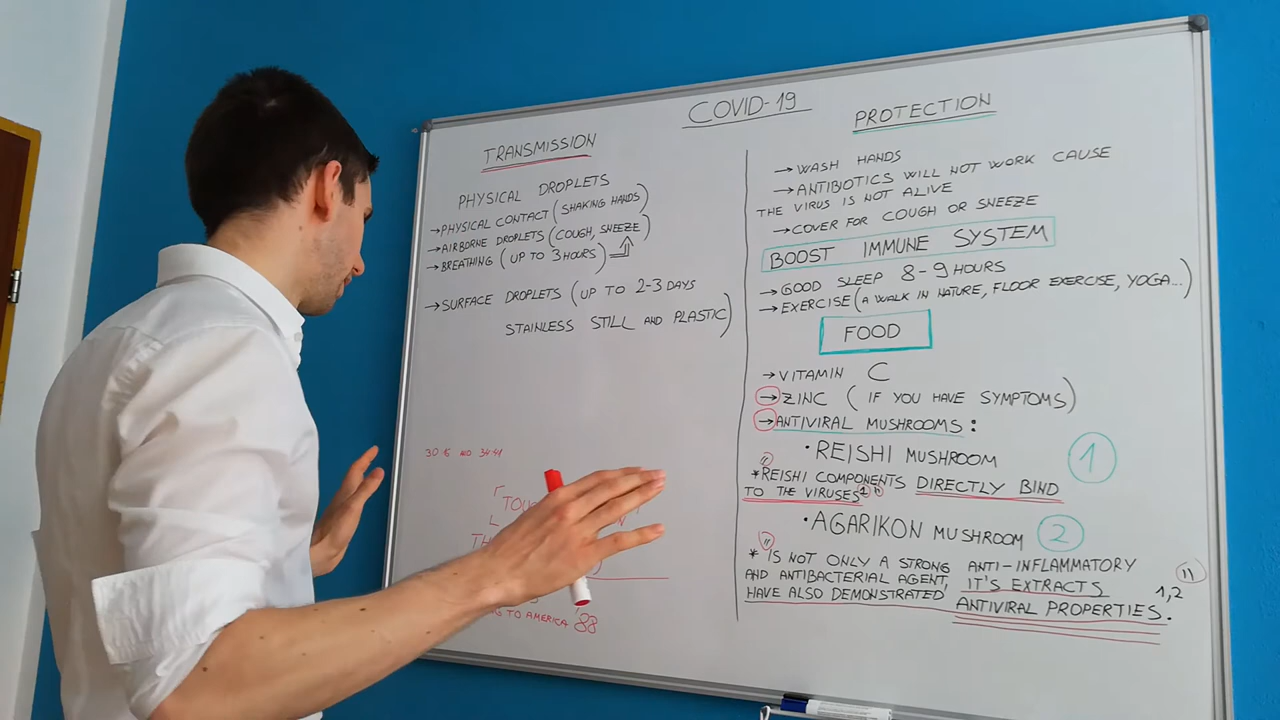 COVID-19
TRANSMISSION
PHYSICAL DROPLETS
→PHYSICAL CONTACT (SHAKING HANDS)
→AIRBORNE DROPLETS (COUGH, SNEEZE)
→BREATHING (UP TO 3 HOURS)
→SURFACE DROPLETS (UP TO 2-3 DAYS
STAINLESS STILL AND PLASTIC)
30 €
TO AMERICA '88
PROTECTION
→WASH HANDS
→ANTIBOTICS WILL NOT WORK CAUSE
THE VIRUS IS NOT ALIVE
→COVER FOR COUGH OR SNEEZE
BOOST IMMUNE SYSTEM
→GOOD SLEEP 8-9 HOURS
→EXERCISE (A WALK IN NATURE, FLOOR EXERCISE, YOGA...)
FOOD
→VITAMIN C
→ZINC (IF YOU HAVE SYMPTOMS)
→ANTIVIRAL MUSHROOMS:
•REISHI MUSHROOM 1
"
*REISHI COMPONENTS DIRECTLY BIND
TO THE VIRUSES 1 "
•AGARIKON MUSHROOM 2
"
* IS NOT ONLY A STRONG ANTI-INFLAMMATORY
AND ANTIBACTERIAL AGENT, IT'S EXTRACTS
HAVE ALSO DEMONSTRATED ANTIVIRAL PROPERTIES. 1,2 "